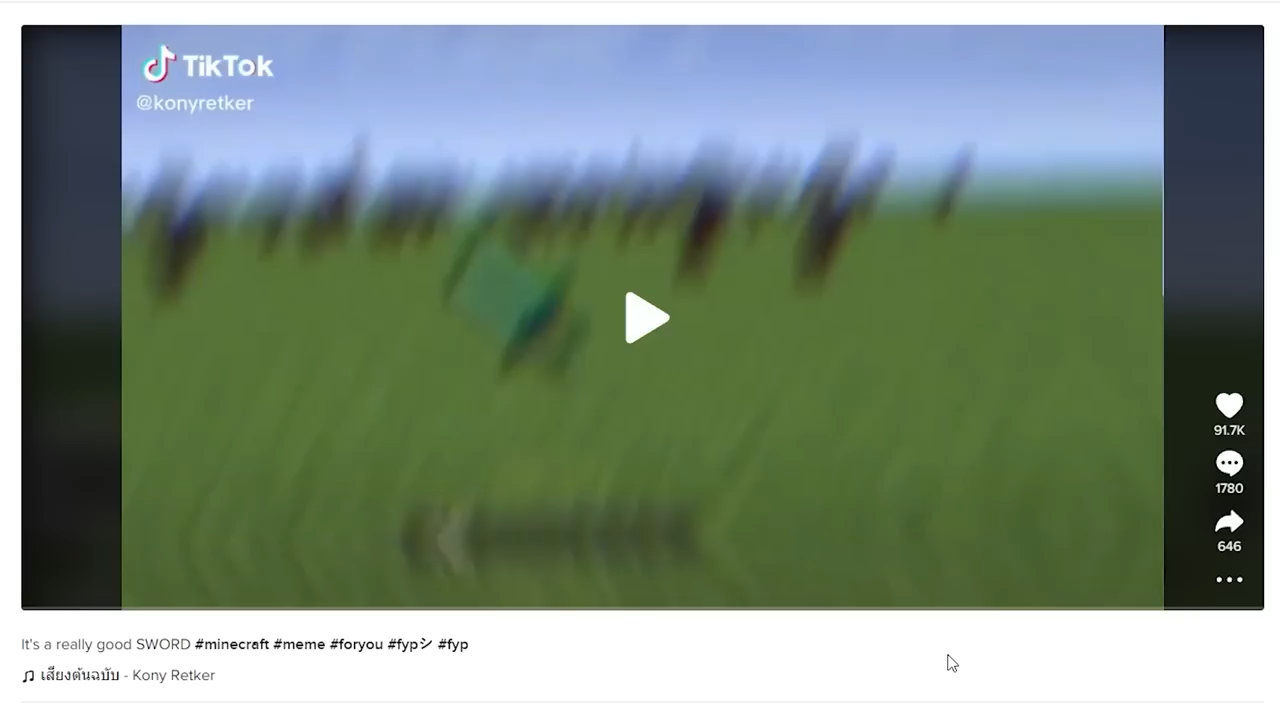 TikTok
@konyretker
91.7K
1780
646
It's a really good SWORD #minecraft #meme #foryou #fypシ #fyp
เสียงต้นฉบับ - Kony Retker